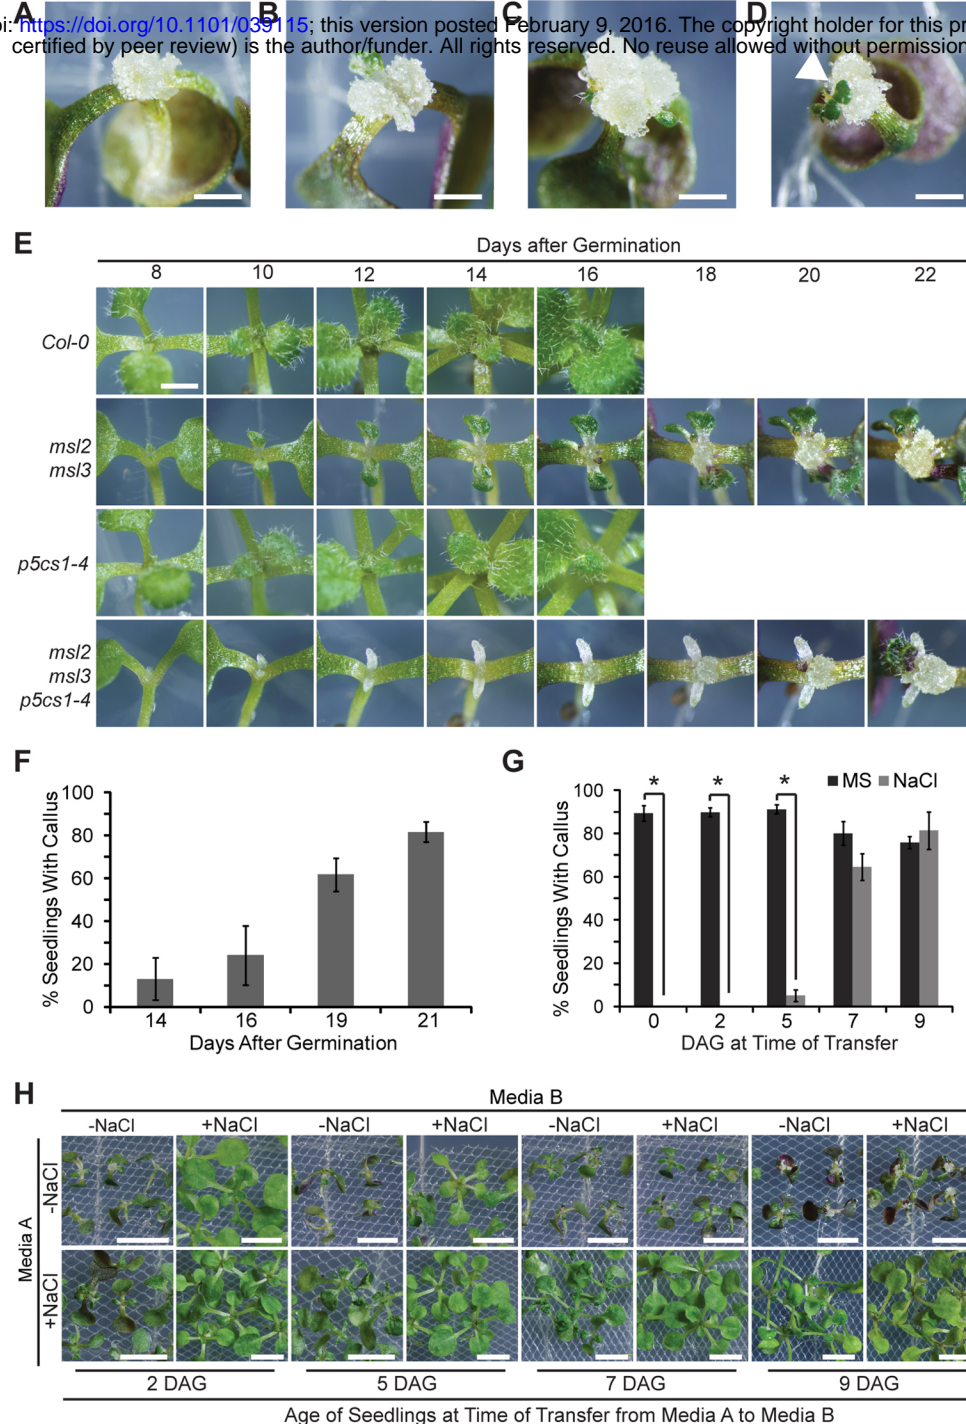 oi: https://doi.org/10.1101/039115; this version posted February 9, 2016. The copyright holder for this pr
certified by peer review) is the author/funder. All rights reserved. No reuse allowed without permission
A B C D
E
Days after Germination
8 10 12 14 16 18 20 22
Col-0
msl2
msl3
p5cs1-4
msl2
msl3
p5cs1-4
F
% Seedlings With Callus
100
80
60
40
20
0
14 16 19 21
Days After Germination
G
MS NaCl
% Seedlings With Callus
100
80
60
40
20
0
* * *
0 2 5 7 9
DAG at Time of Transfer
H
Media B
-NaCl +NaCl -NaCl +NaCl -NaCl +NaCl -NaCl +NaCl
Media A
-NaCl
+NaCl
2 DAG 5 DAG 7 DAG 9 DAG
Age of Seedlings at Time of Transfer from Media A to Media B